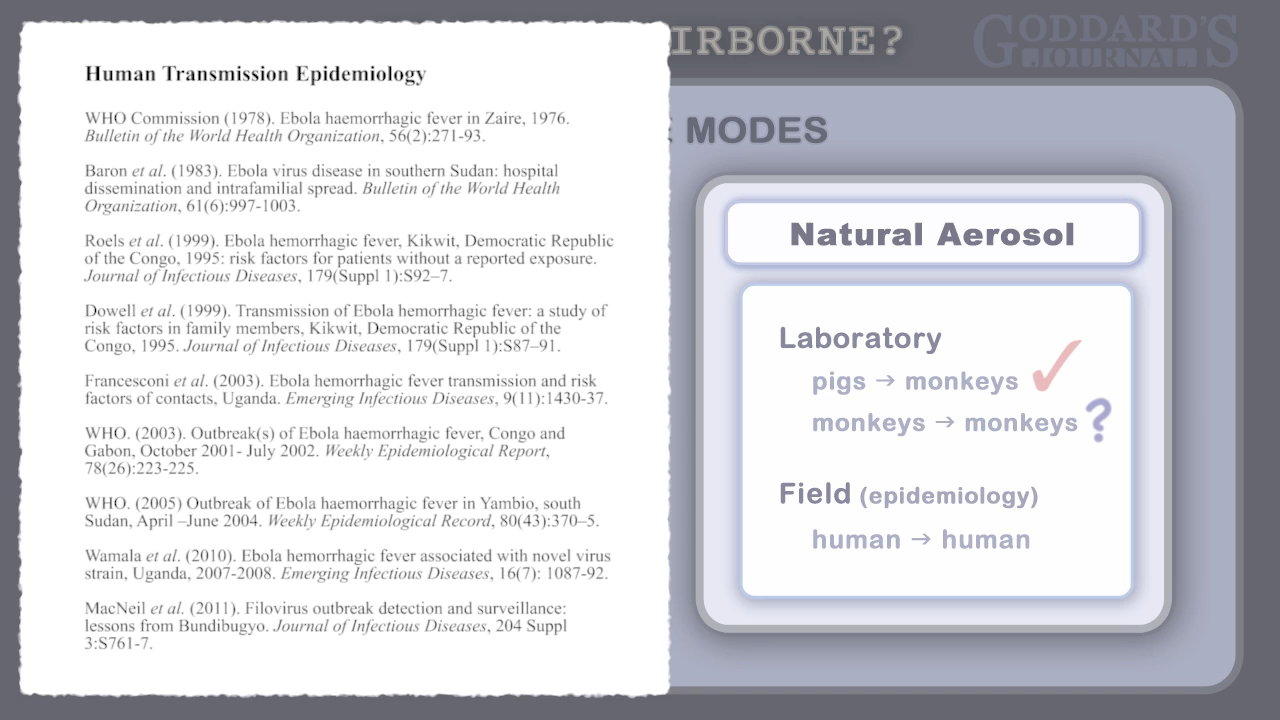 Human Transmission Epidemiology
WHO Commission (1978). Ebola haemorrhagic fever in Zaire, 1976.
Bulletin of the World Health Organization, 56(2):271-93.
Baron et al. (1983). Ebola virus disease in southern Sudan: hospital
dissemination and intrafamilial spread. Bulletin of the World Health
Organization, 61(6):997-1003.
Roels et al. (1999). Ebola hemorrhagic fever, Kikwit, Democratic Republic
of the Congo, 1995: risk factors for patients without a reported exposure.
Journal of Infectious Diseases, 179(Suppl 1):S92–7.
Dowell et al. (1999). Transmission of Ebola hemorrhagic fever: a study of
risk factors in family members, Kikwit, Democratic Republic of the
Congo, 1995. Journal of Infectious Diseases, 179(Suppl 1):S87–91.
Francesconi et al. (2003). Ebola hemorrhagic fever transmission and risk
factors of contacts, Uganda. Emerging Infectious Diseases, 9(11):1430-37.
WHO. (2003). Outbreak(s) of Ebola haemorrhagic fever, Congo and
Gabon, October 2001- July 2002. Weekly Epidemiological Report,
78(26):223-225.
WHO. (2005) Outbreak of Ebola haemorrhagic fever in Yambio, south
Sudan, April –June 2004. Weekly Epidemiological Record, 80(43):370–5.
Wamala et al. (2010). Ebola hemorrhagic fever associated with novel virus
strain, Uganda, 2007-2008. Emerging Infectious Diseases, 16(7): 1087-92.
MacNeil et al. (2011). Filovirus outbreak detection and surveillance:
lessons from Bundibugyo. Journal of Infectious Diseases, 204 Suppl
3:S761-7.
IRBORNE?
GODDARD'S
JOURNAL
MODES
Natural Aerosol
Laboratory
pigs → monkeys ✓
monkeys → monkeys ?
Field (epidemiology)
human → human